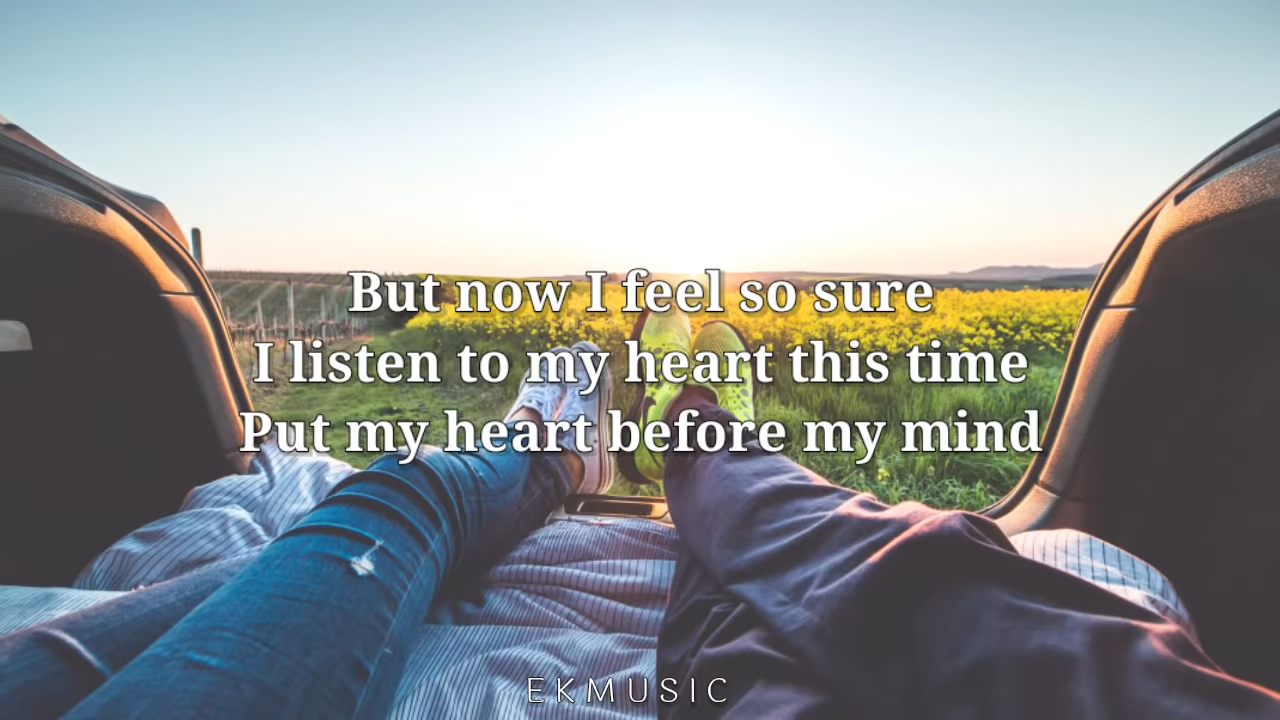 But now I feel so sure
I listen to my heart this time
Put my heart before my mind
EKMUSIC